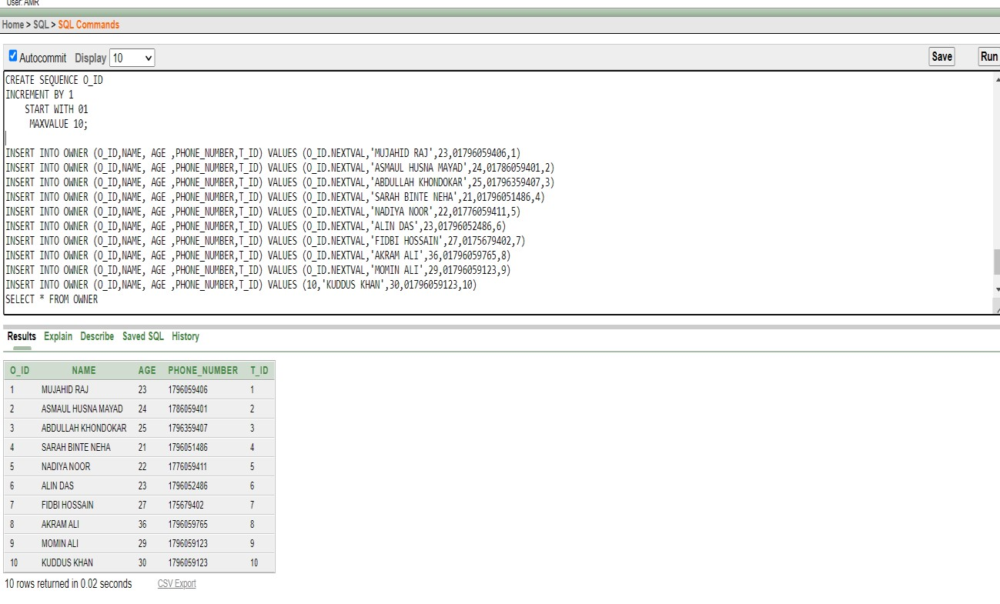 User: AMR
Home > SQL > SQL Commands
Autocommit Display 10 Save Run
CREATE SEQUENCE O_ID
INCREMENT BY 1
START WITH 01
MAXVALUE 10;
INSERT INTO OWNER (O_ID,NAME, AGE ,PHONE_NUMBER,T_ID) VALUES (O_ID.NEXTVAL,'MUJAHID RAJ',23,01796059406,1)
INSERT INTO OWNER (O_ID,NAME, AGE ,PHONE_NUMBER,T_ID) VALUES (O_ID.NEXTVAL,'ASMAUL HUSNA MAYAD',24,01786059401,2)
INSERT INTO OWNER (O_ID,NAME, AGE ,PHONE_NUMBER,T_ID) VALUES (O_ID.NEXTVAL,'ABDULLAH KHONDOKAR',25,01796359407,3)
INSERT INTO OWNER (O_ID,NAME, AGE ,PHONE_NUMBER,T_ID) VALUES (O_ID.NEXTVAL,'SARAH BINTE NEHA',21,01796051486,4)
INSERT INTO OWNER (O_ID,NAME, AGE ,PHONE_NUMBER,T_ID) VALUES (O_ID.NEXTVAL,'NADIYA NOOR',22,01776059411,5)
INSERT INTO OWNER (O_ID,NAME, AGE ,PHONE_NUMBER,T_ID) VALUES (O_ID.NEXTVAL,'ALIN DAS',23,01796052486,6)
INSERT INTO OWNER (O_ID,NAME, AGE ,PHONE_NUMBER,T_ID) VALUES (O_ID.NEXTVAL,'FIDBI HOSSAIN',27,0175679402,7)
INSERT INTO OWNER (O_ID,NAME, AGE ,PHONE_NUMBER,T_ID) VALUES (O_ID.NEXTVAL,'AKRAM ALI',36,01796059765,8)
INSERT INTO OWNER (O_ID,NAME, AGE ,PHONE_NUMBER,T_ID) VALUES (O_ID.NEXTVAL,'MOMIN ALI',29,01796059123,9)
INSERT INTO OWNER (O_ID,NAME, AGE ,PHONE_NUMBER,T_ID) VALUES (10,'KUDDUS KHAN',30,01796059123,10)
SELECT * FROM OWNER
Results Explain Describe Saved SQL History
O_ID NAME AGE PHONE_NUMBER T_ID
1 MUJAHID RAJ 23 1796059406 1
2 ASMAUL HUSNA MAYAD 24 1786059401 2
3 ABDULLAH KHONDOKAR 25 1796359407 3
4 SARAH BINTE NEHA 21 1796051486 4
5 NADIYA NOOR 22 1776059411 5
6 ALIN DAS 23 1796052486 6
7 FIDBI HOSSAIN 27 175679402 7
8 AKRAM ALI 36 1796059765 8
9 MOMIN ALI 29 1796059123 9
10 KUDDUS KHAN 30 1796059123 10
10 rows returned in 0.02 seconds CSV Export